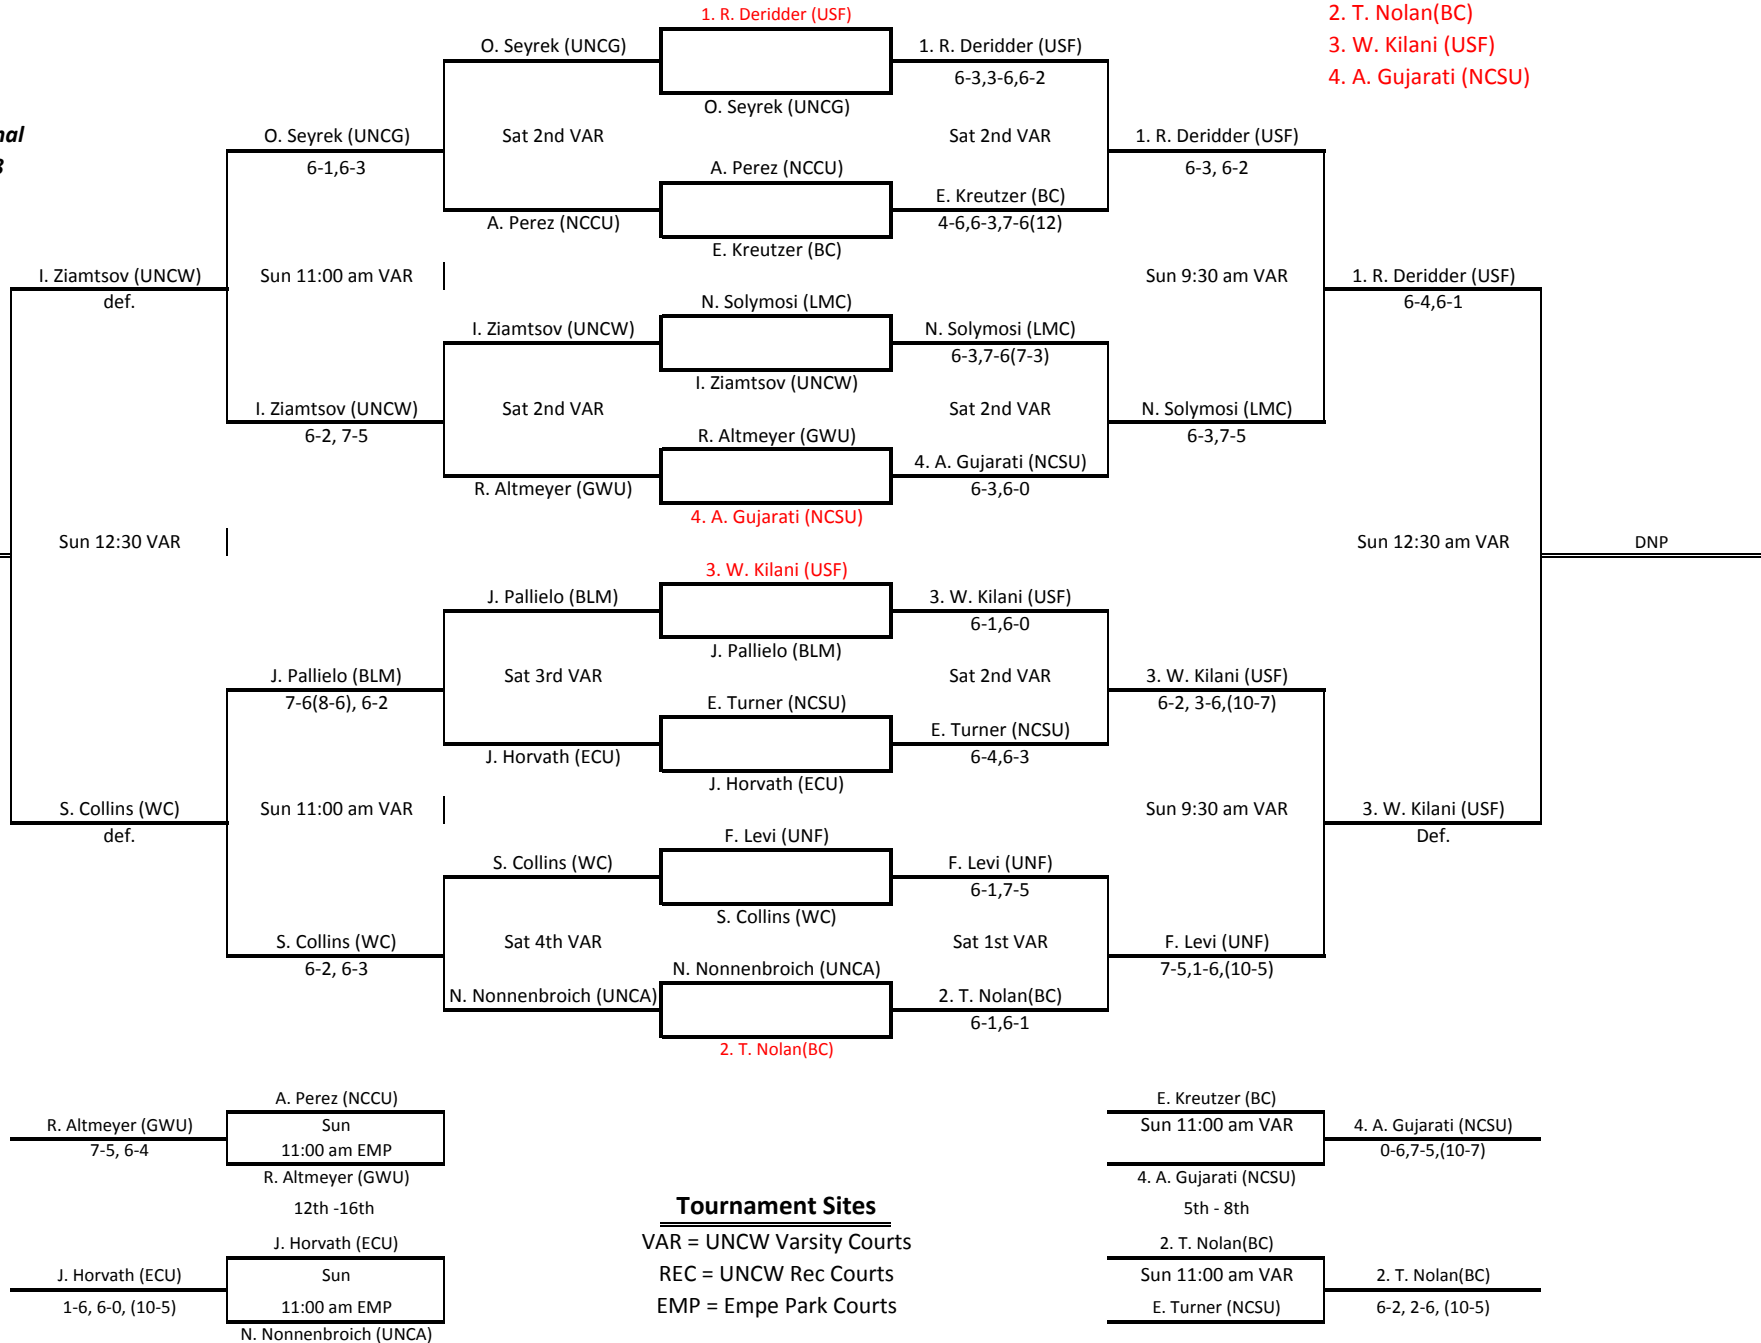 1. R. Deridder (USF)
2. T. Nolan(BC)
O. Seyrek (UNCG)
1. R. Deridder (USF)
3. W. Kilani (USF)
6-3,3-6,6-2
4. A. Gujarati (NCSU)
O. Seyrek (UNCG)
O. Seyrek (UNCG)
Sat 2nd VAR
Sat 2nd VAR
1. R. Deridder (USF)
6-1,6-3
A. Perez (NCCU)
6-3, 6-2
E. Kreutzer (BC)
A. Perez (NCCU)
4-6,6-3,7-6(12)
E. Kreutzer (BC)
I. Ziamtsov (UNCW)
Sun 11:00 am VAR
Sun 9:30 am VAR
1. R. Deridder (USF)
def.
N. Solymosi (LMC)
6-4,6-1
I. Ziamtsov (UNCW)
N. Solymosi (LMC)
6-3,7-6(7-3)
I. Ziamtsov (UNCW)
I. Ziamtsov (UNCW)
Sat 2nd VAR
Sat 2nd VAR
N. Solymosi (LMC)
6-2, 7-5
R. Altmeyer (GWU)
6-3,7-5
4. A. Gujarati (NCSU)
R. Altmeyer (GWU)
6-3,6-0
4. A. Gujarati (NCSU)
Sun 12:30 VAR
Sun 12:30 am VAR
DNP
3. W. Kilani (USF)
J. Pallielo (BLM)
3. W. Kilani (USF)
6-1,6-0
J. Pallielo (BLM)
J. Pallielo (BLM)
Sat 3rd VAR
Sat 2nd VAR
3. W. Kilani (USF)
7-6(8-6), 6-2
E. Turner (NCSU)
6-2, 3-6,(10-7)
E. Turner (NCSU)
J. Horvath (ECU)
6-4,6-3
J. Horvath (ECU)
S. Collins (WC)
Sun 11:00 am VAR
Sun 9:30 am VAR
3. W. Kilani (USF)
def.
F. Levi (UNF)
Def.
S. Collins (WC)
F. Levi (UNF)
6-1,7-5
S. Collins (WC)
S. Collins (WC)
Sat 4th VAR
Sat 1st VAR
F. Levi (UNF)
6-2, 6-3
N. Nonnenbroich (UNCA)
7-5,1-6,(10-5)
N. Nonnenbroich (UNCA)
2. T. Nolan(BC)
6-1,6-1
2. T. Nolan(BC)
A. Perez (NCCU)
E. Kreutzer (BC)
R. Altmeyer (GWU)
Sun
Sun 11:00 am VAR
4. A. Gujarati (NCSU)
7-5, 6-4
11:00 am EMP
0-6,7-5,(10-7)
R. Altmeyer (GWU)
4. A. Gujarati (NCSU)
12th -16th
Tournament Sites
5th - 8th
J. Horvath (ECU)
VAR = UNCW Varsity Courts
2. T. Nolan(BC)
J. Horvath (ECU)
Sun
REC = UNCW Rec Courts
Sun 11:00 am VAR
2. T. Nolan(BC)
1-6, 6-0, (10-5)
11:00 am EMP
EMP = Empe Park Courts
E. Turner (NCSU)
6-2, 2-6, (10-5)
N. Nonnenbroich (UNCA)